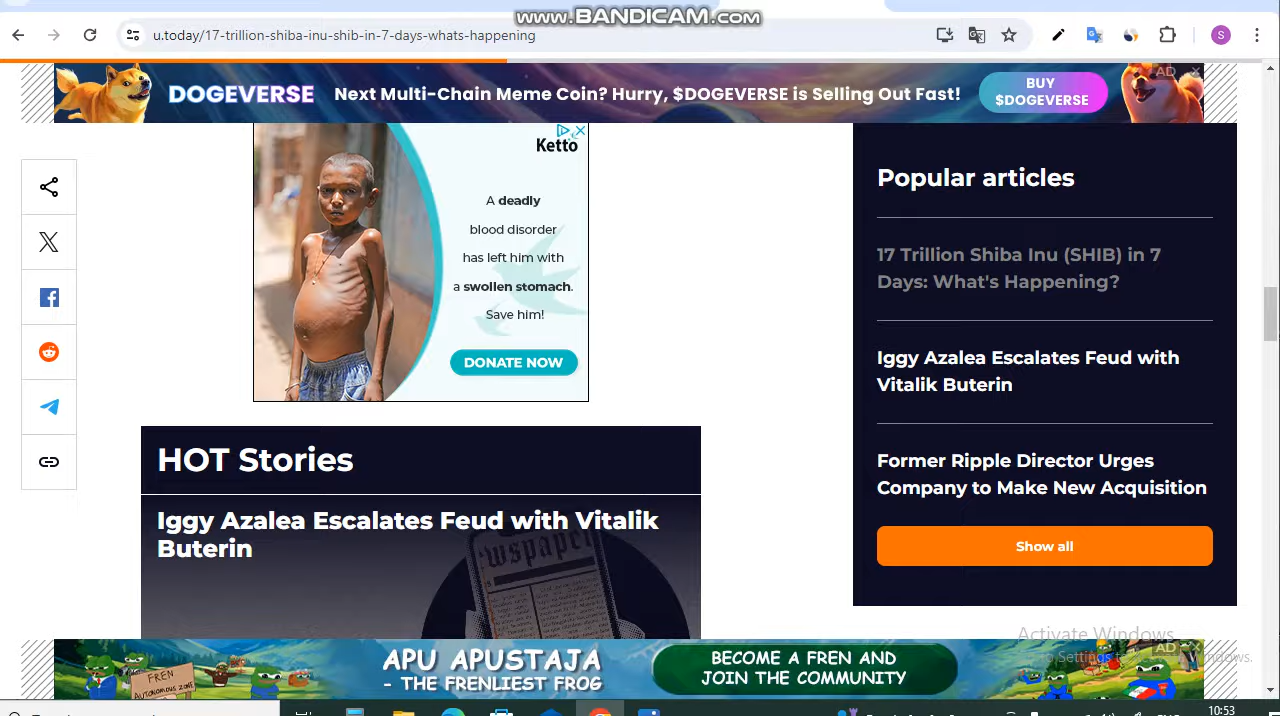 www.BANDICAM.com
u.today/17-trillion-shiba-inu-shib-in-7-days-whats-happening
S
AD
DOGEVERSE
Next Multi-Chain Meme Coin? Hurry, $DOGEVERSE is Selling Out Fast!
BUY
$DOGEVERSE
Ketto
A deadly
blood disorder
has left him with
a swollen stomach.
Save him!
DONATE NOW
Popular articles
17 Trillion Shiba Inu (SHIB) in 7
Days: What's Happening?
Iggy Azalea Escalates Feud with
Vitalik Buterin
Former Ripple Director Urges
Company to Make New Acquisition
Show all
HOT Stories
Iggy Azalea Escalates Feud with Vitalik
Buterin
wspape
Activate Windows
AD
FREN
AUTONOMOUS ZONE
APU APUSTAJA
- THE FRENLIEST FROG
BECOME A FREN AND
JOIN THE COMMUNITY
10:53